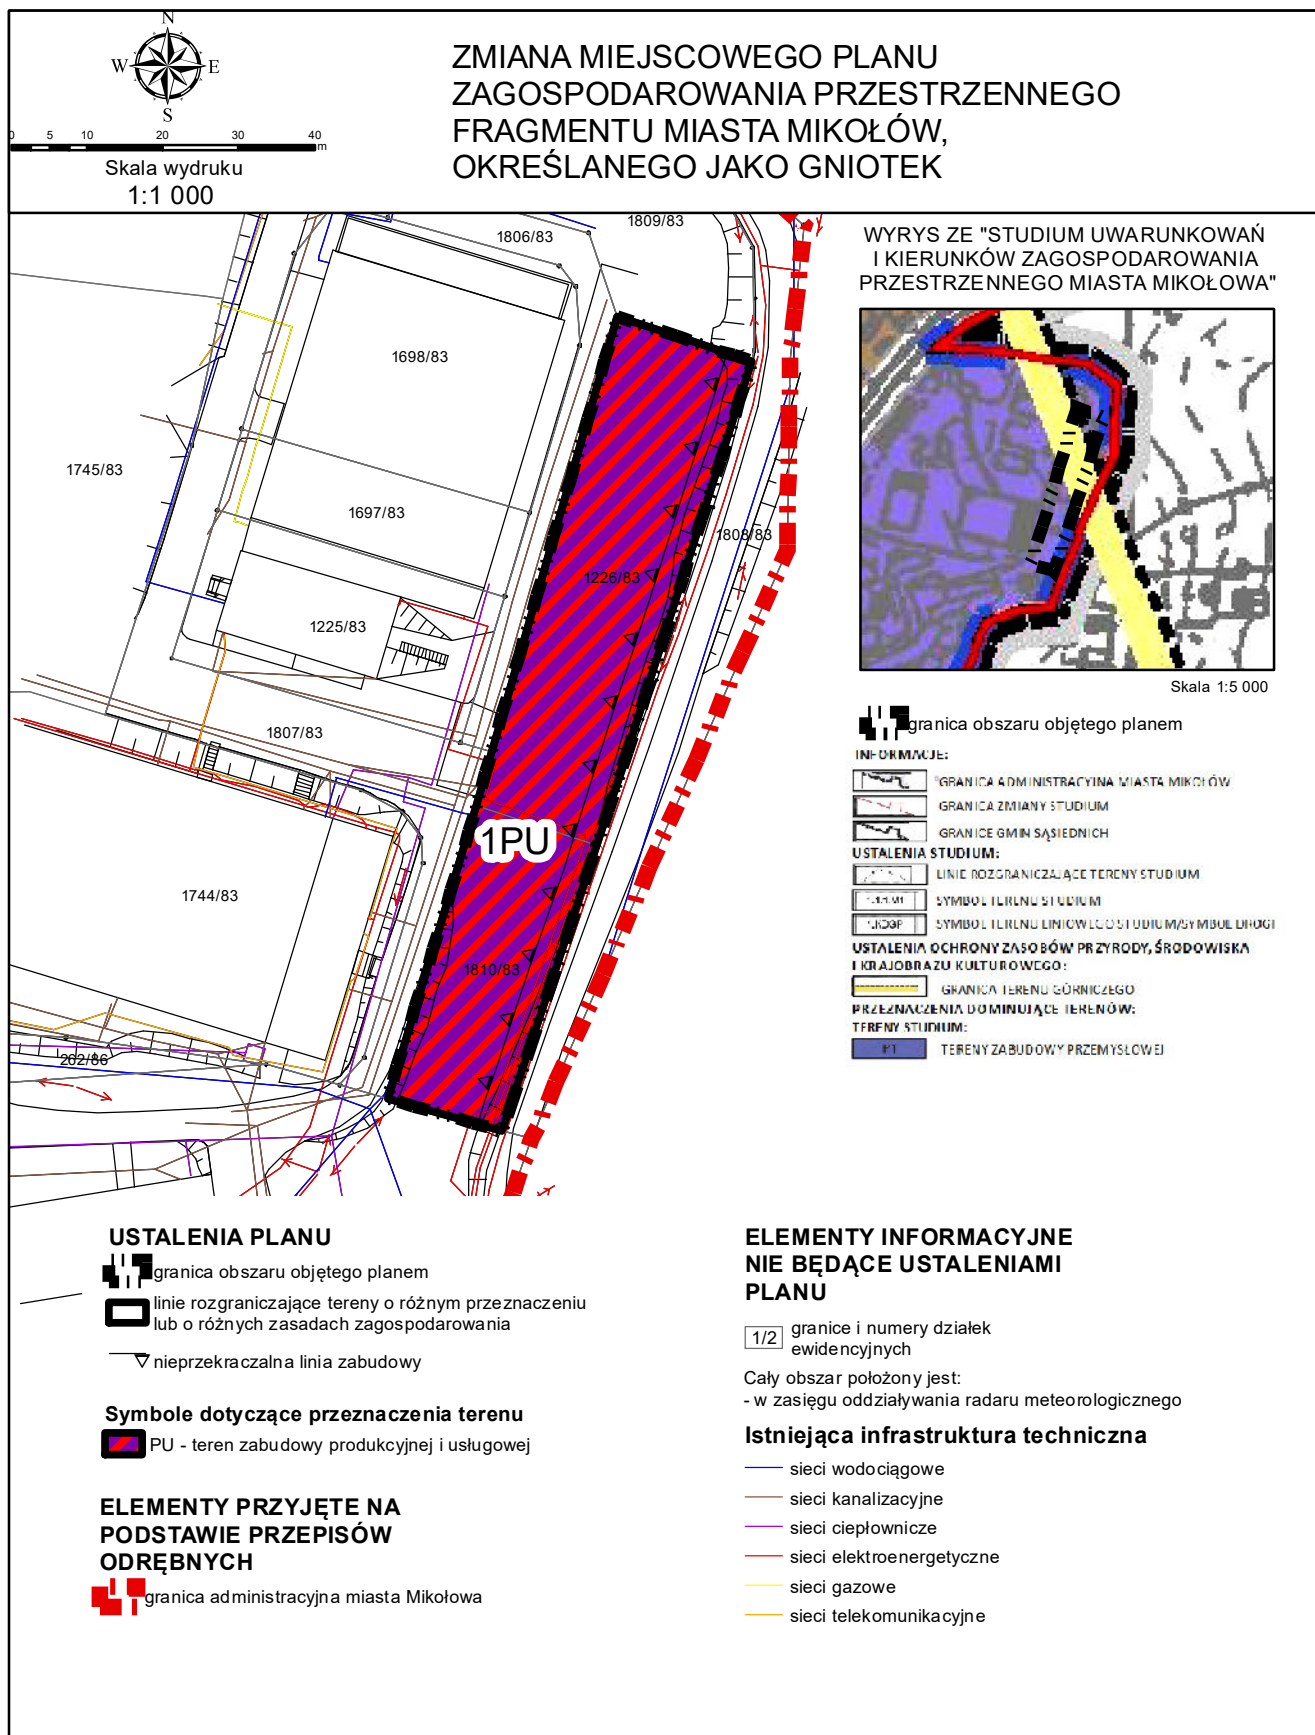 N
W E
S
0 5 10 20 30 40
m
Skala wydruku
1:1 000
ZMIANA MIEJSCOWEGO PLANU
ZAGOSPODAROWANIA PRZESTRZENNEGO
FRAGMENTU MIASTA MIKOŁÓW,
OKREŚLANEGO JAKO GNIOTEK
1809/83
1806/83
1698/83
1745/83
1697/83
1808/83
1226/83
1225/83
1807/83
1PU
1744/83
1810/83
262/86
WYRYS ZE "STUDIUM UWARUNKOWAŃ
I KIERUNKÓW ZAGOSPODAROWANIA
PRZESTRZENNEGO MIASTA MIKOŁOWA"
Skala 1:5 000
granica obszaru objętego planem
INFORMACJE:
GRANICA ADMINISTRACYJNA MIASTA MIKOŁÓW
GRANICA ZMIANY STUDIUM
GRANICE GMIN SĄSIEDNICH
USTALENIA STUDIUM:
LINIE ROZGRANICZAJĄCE TERENY STUDIUM
SYMBOL TERENU STUDIUM
SYMBOL TERENU LINIOWEGO STUDIUM/SYMBOL DROGI
USTALENIA OCHRONY ZASOBÓW PRZYRODY, ŚRODOWISKA
I KRAJOBRAZU KULTUROWEGO:
GRANICA TERENU GÓRNICZEGO
PRZEZNACZENIA DOMINUJĄCE TERENÓW:
TERENY STUDIUM:
TERENY ZABUDOWY PRZEMYSŁOWEJ
USTALENIA PLANU
granica obszaru objętego planem
linie rozgraniczające tereny o różnym przeznaczeniu
lub o różnych zasadach zagospodarowania
nieprzekraczalna linia zabudowy
Symbole dotyczące przeznaczenia terenu
PU - teren zabudowy produkcyjnej i usługowej
ELEMENTY PRZYJĘTE NA
PODSTAWIE PRZEPISÓW
ODRĘBNYCH
granica administracyjna miasta Mikołowa
ELEMENTY INFORMACYJNE
NIE BĘDĄCE USTALENIAMI
PLANU
1/2 granice i numery działek
ewidencyjnych
Cały obszar położony jest:
- w zasięgu oddziaływania radaru meteorologicznego
Istniejąca infrastruktura techniczna
sieci wodociągowe
sieci kanalizacyjne
sieci ciepłownicze
sieci elektroenergetyczne
sieci gazowe
sieci telekomunikacyjne